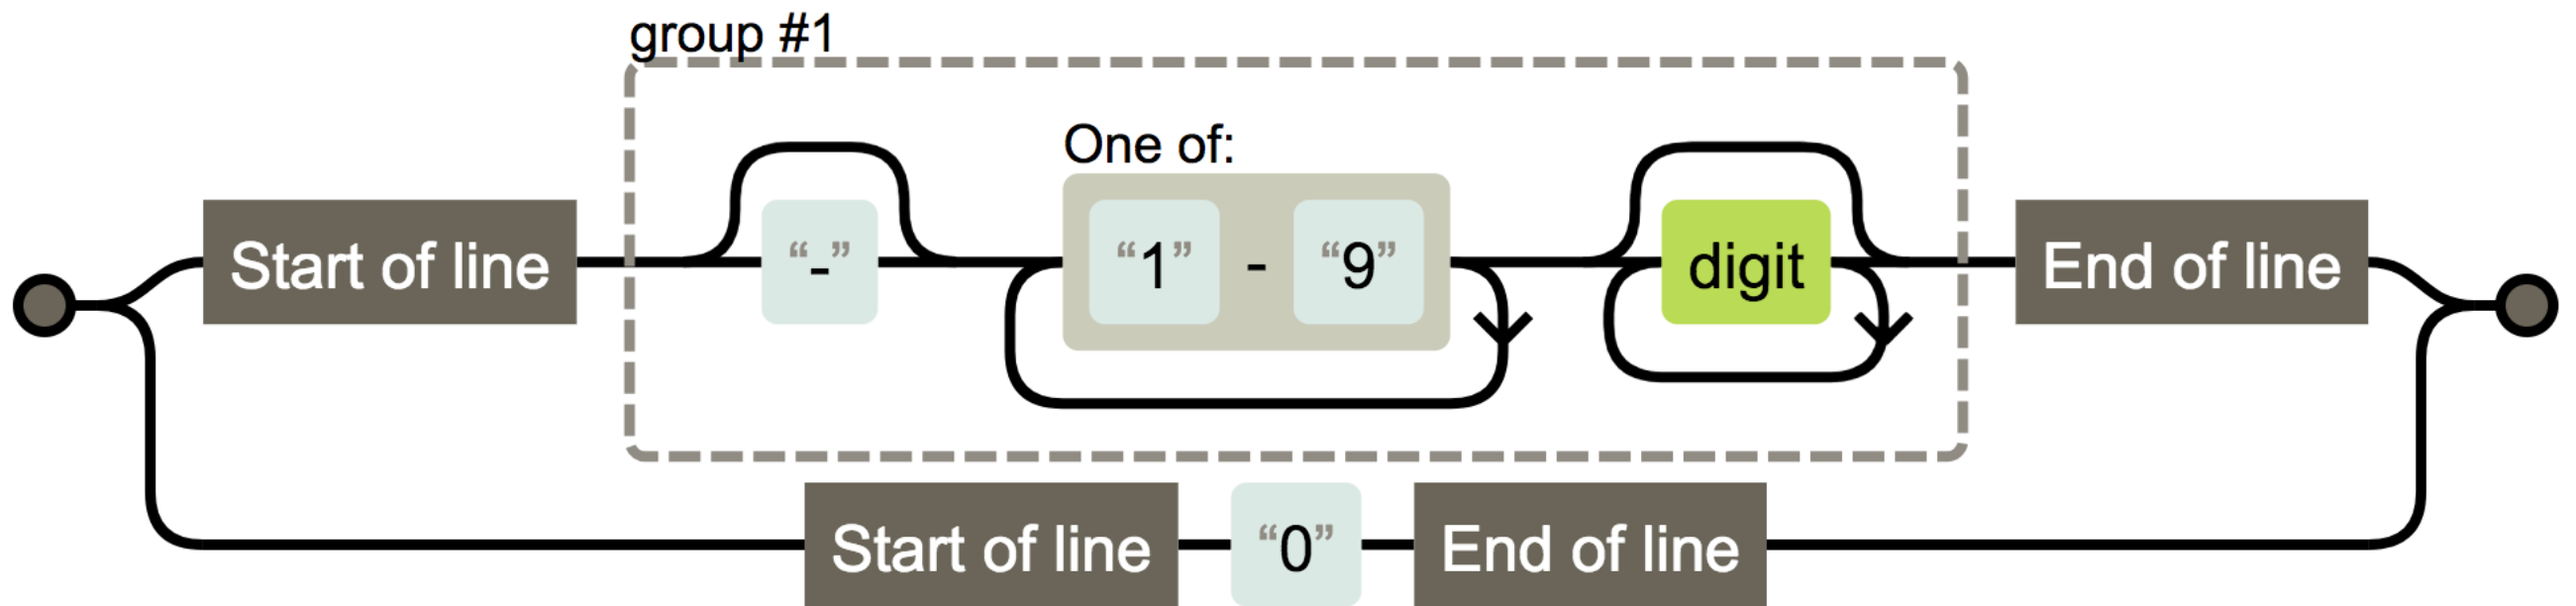 group #1
One of:
Start of line “-” “1” - “9” digit End of line
Start of line “0” End of line